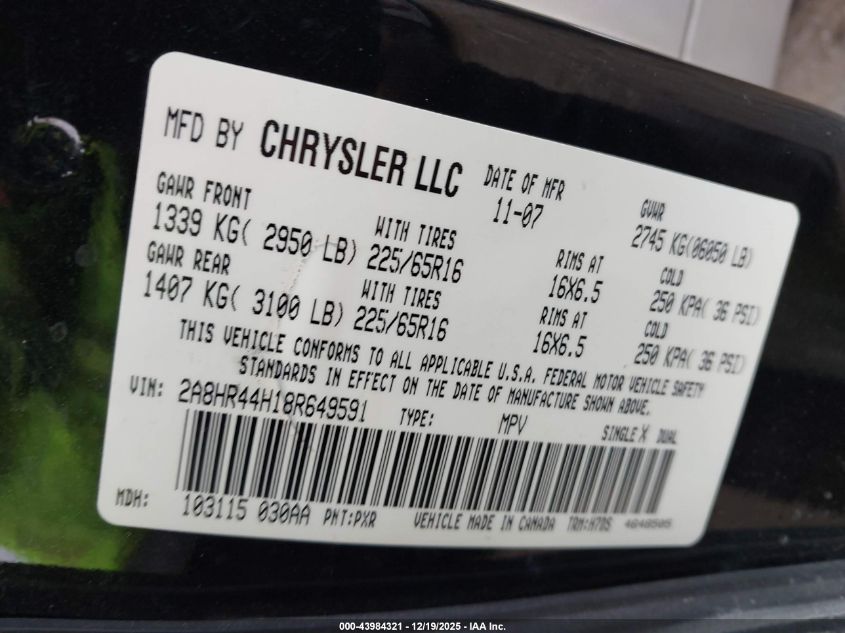 MFD BY CHRYSLER LLC DATE OF MFR 11-07 GVWR 2745 KG(06050 LB)
GAWR FRONT WITH TIRES RIMS AT COLD
1339 KG( 2950 LB) 225/65R16 16X6.5 250 KPA( 36 PSI)
GAWR REAR WITH TIRES RIMS AT COLD
1407 KG( 3100 LB) 225/65R16 16X6.5 250 KPA( 36 PSI)
THIS VEHICLE CONFORMS TO ALL APPLICABLE U.S.A. FEDERAL MOTOR VEHICLE SAFETY
STANDARDS IN EFFECT ON THE DATE OF MANUFACTURE SHOWN ABOVE.
VIN: 2A8HR44H18R649591 TYPE: MPV SINGLE X DUAL
MDH: 103115 030AA PNT:PXR VEHICLE MADE IN CANADA TRM:H7DS 4648505
000-43984321 - 12/19/2025 - IAA Inc.